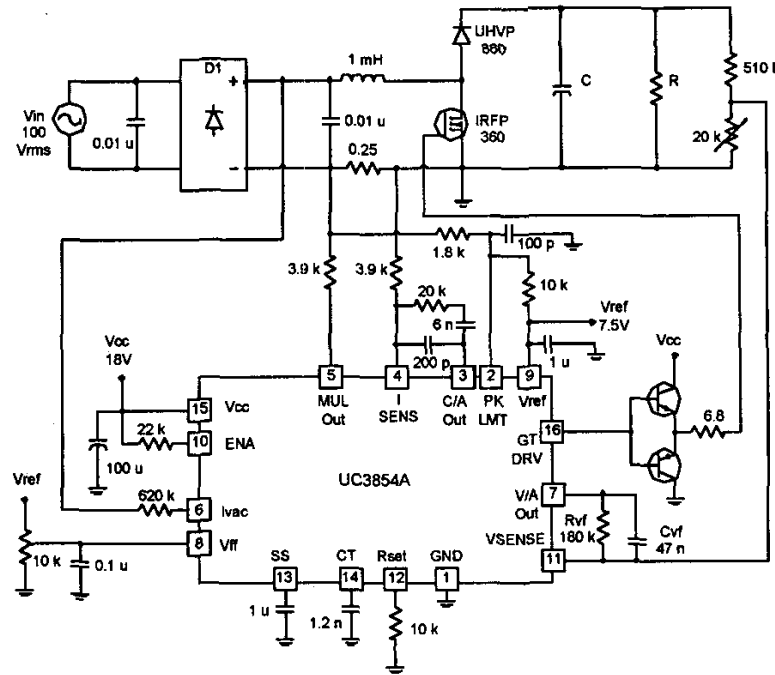 UHVP
880
D1
+
1 mH
Vin
100
Vrms
0.01 u
0.01 u
IRFP
360
C
R
20 k
−
0.25
1.8 k
100 p
3.9 k
3.9 k
20 k
6 n
200 p
10 k
Vref
7.5V
1 u
Vcc
18V
Vcc
5
4
3
2
9
MUL
Out
I
SENS
C/A
Out
PK
LMT
Vref
15
Vcc
16
GT
DRV
6.8
22 k
10
ENA
100 u
UC3854A
Vref
620 k
6
Ivac
7
V/A
Out
Rvf
180 k
Cvf
47 n
8
Vff
VSENSE
11
10 k
0.1 u
SS
CT
Rset
GND
13
14
12
1
1 u
1.2 n
10 k